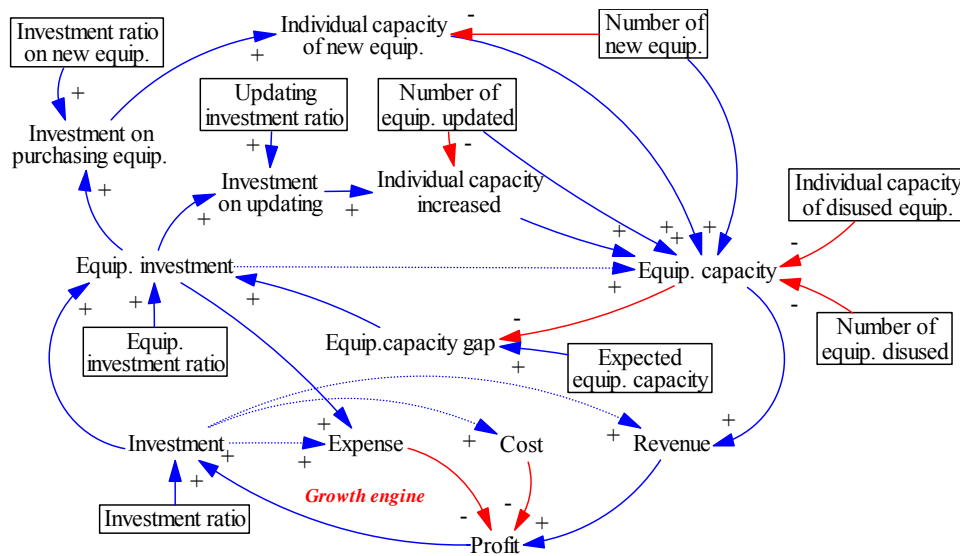 Investment ratio
on new equip.
Individual capacity
of new equip.
Number of
new equip.
Updating
investment ratio
Number of
equip. updated
Investment on
purchasing equip.
Investment
on updating
Individual capacity
increased
Individual capacity
of disused equip.
Equip. investment
Equip. capacity
Equip.
investment ratio
Equip.capacity gap
Expected
equip. capacity
Number of
equip. disused
Investment
Expense
Cost
Revenue
Growth engine
Investment ratio
Profit